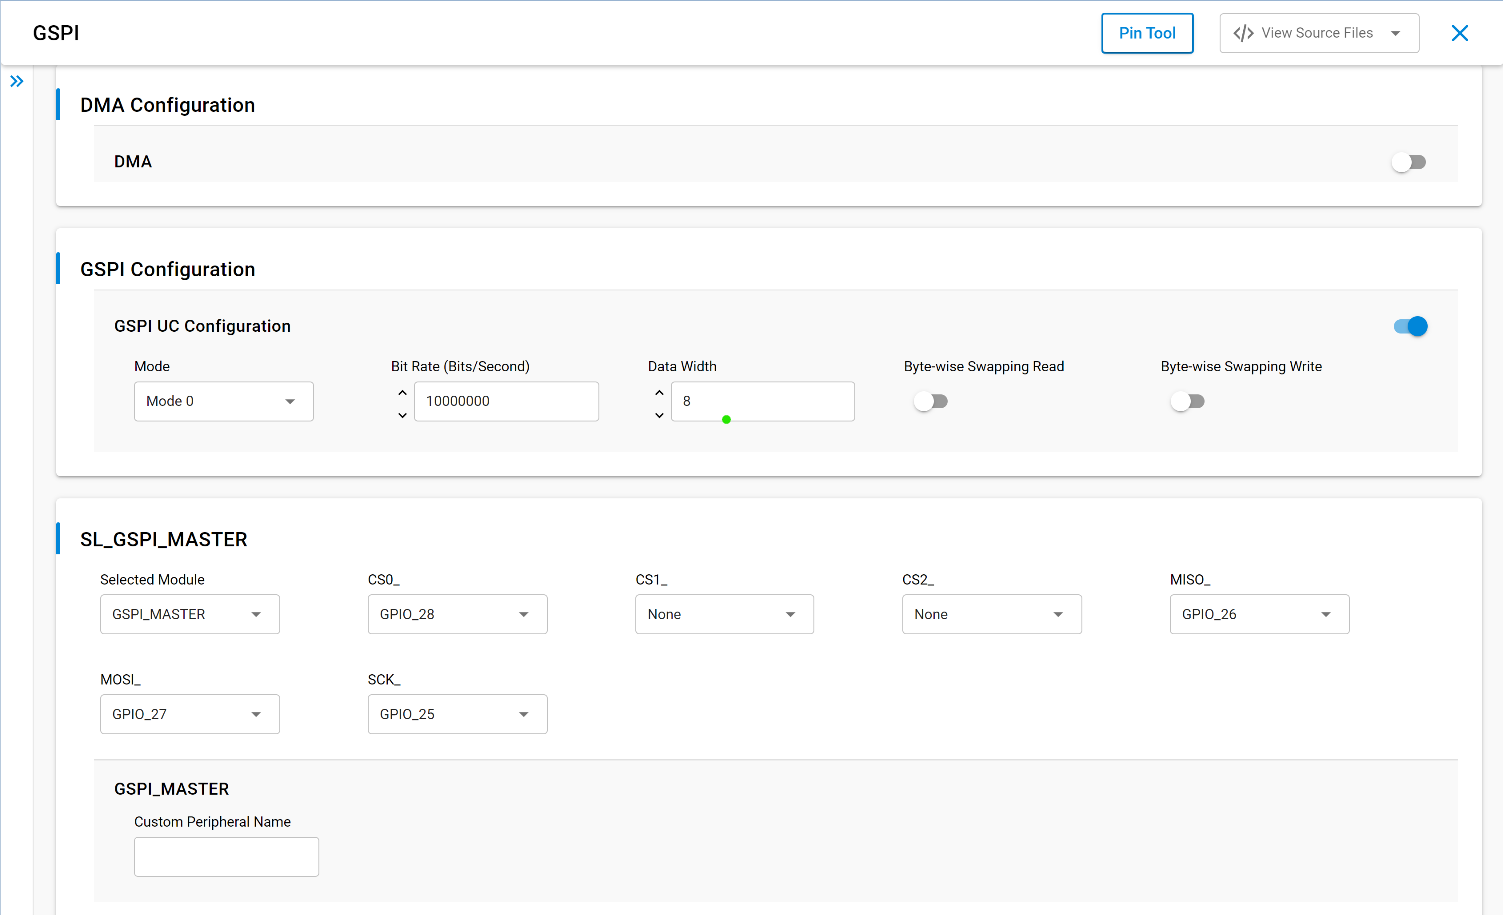 GSPI
Pin Tool
</> View Source Files
DMA Configuration
DMA
GSPI Configuration
GSPI UC Configuration
Mode Bit Rate (Bits/Second) Data Width Byte-wise Swapping Read Byte-wise Swapping Write
Mode 0 10000000 8
SL_GSPI_MASTER
Selected Module CS0_ CS1_ CS2_ MISO_
GSPI_MASTER GPIO_28 None None GPIO_26
MOSI_ SCK_
GPIO_27 GPIO_25
GSPI_MASTER
Custom Peripheral Name